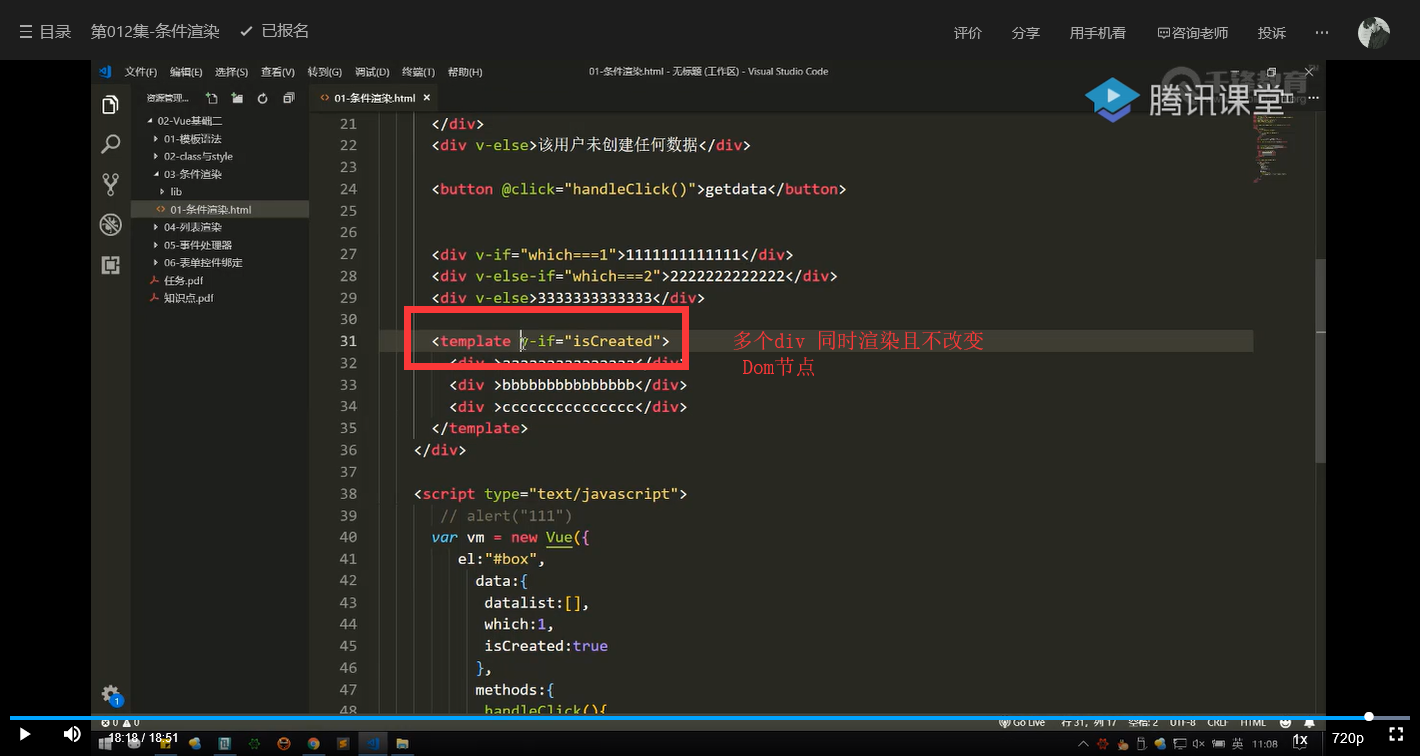 目录 第012集-条件渲染 已报名 评价 分享 用手机看 咨询老师 投诉 ...
文件(F) 编辑(E) 选择(S) 查看(V) 转到(G) 调试(D) 终端(T) 帮助(H) 01-条件渲染.html - 无标题 (工作区) - Visual Studio Code
腾讯课堂
资源管理... 01-条件渲染.html ×
02-Vue基础二
01-模板语法
02-class与style
03-条件渲染
lib
01-条件渲染.html
04-列表渲染
05-事件处理器
06-表单控件绑定
任务.pdf
知识点.pdf
21 </div>
22 <div v-else>该用户未创建任何数据</div>
23
24 <button @click="handleClick()">getdata</button>
25
26
27 <div v-if="which===1">1111111111111</div>
28 <div v-else-if="which===2">2222222222222</div>
29 <div v-else>3333333333333</div>
30
31 <template v-if="isCreated">
多个div 同时渲染且不改变
Dom节点
32 <div >aaaaaaaaaaaaaaa</div>
33 <div >bbbbbbbbbbbbbbb</div>
34 <div >ccccccccccccccc</div>
35 </template>
36 </div>
37
38 <script type="text/javascript">
39 // alert("111")
40 var vm = new Vue({
41 el:"#box",
42 data:{
43 datalist:[],
44 which:1,
45 isCreated:true
46 },
47 methods:{
48 handleClick(){
1
0 0 Go Live 行 31，列 17 空格: 2 UTF-8 CRLF HTML
18:18 / 18:51 英 11:08 1x 720p